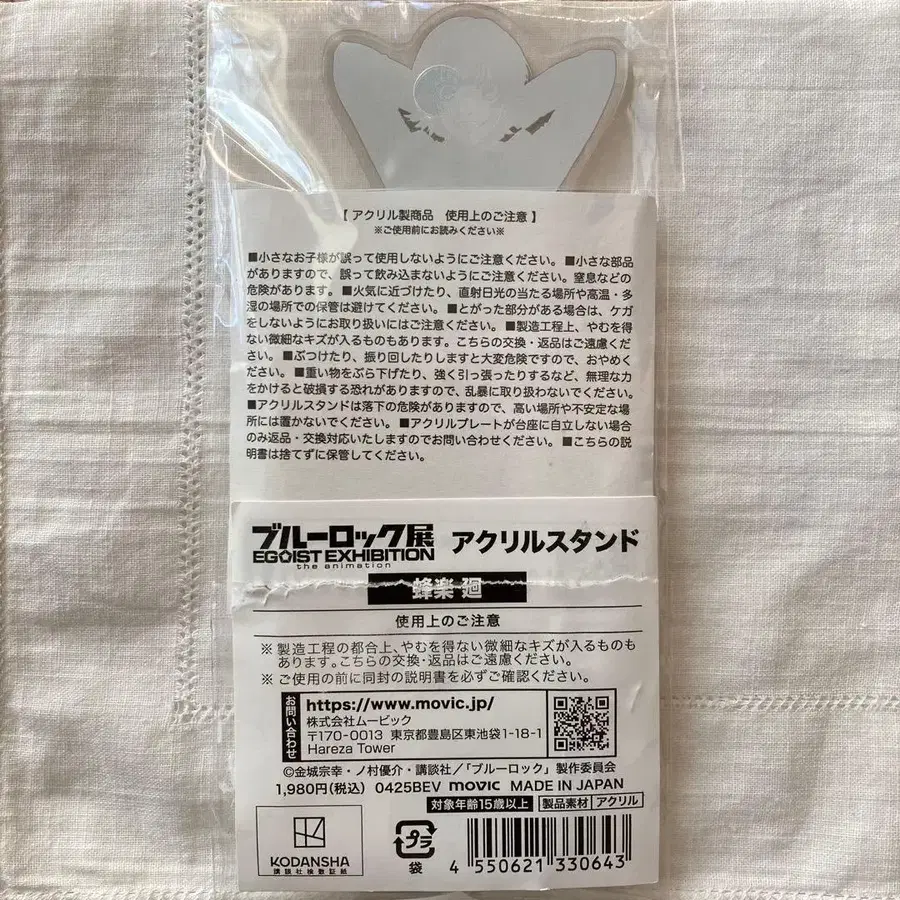 【 アクリル製商品　使用上のご注意 】
※ご使用前にお読みください※
■小さなお子様が誤って使用しないようにご注意ください。 ■小さな部品
がありますので、誤って飲み込まないようにご注意ください。窒息などの
危険があります。 ■火気に近づけたり、直射日光の当たる場所や高温・多
湿の場所での保管は避けてください。 ■とがった部分がある場合は、ケガ
をしないようにお取り扱いにはご注意ください。 ■製造工程上、やむを得
ない微細なキズが入るものもあります。こちらの交換・返品はご遠慮くだ
さい。 ■ぶつけたり、振り回したりしますと大変危険ですので、おやめく
ださい。 ■重い物をぶら下げたり、強く引っ張ったりするなど、無理な力
をかけると破損する恐れがありますので、乱暴に取り扱わないでください。
■アクリルスタンドは落下の危険がありますので、高い場所や不安定な場
所には置かないでください。 ■アクリルプレートが台座に自立しない場合
のみ返品・交換対応いたしますのでお問い合わせください。 ■こちらの説
明書は捨てずに保管してください。
ブルーロック展 アクリルスタンド
EGOIST EXHIBITION
the animation
蜂楽 廻
使用上のご注意
※ 製造工程の都合上、やむを得ない微細なキズが入るものも
あります。こちらの交換・返品はご遠慮ください。
※ ご使用の前に同封の説明書を必ずご確認ください。
お問い合わせ
https://www.movic.jp/
株式会社ムービック
〒170-0013 東京都豊島区東池袋1-18-1
Hareza Tower
©金城宗幸・ノ村優介・講談社／「ブルーロック」製作委員会
1,980円(税込) 0425BEV movic MADE IN JAPAN
対象年齢15歳以上 製品素材 アクリル
KODANSHA
講談社検数証紙
プラ
袋
4 550621 330643